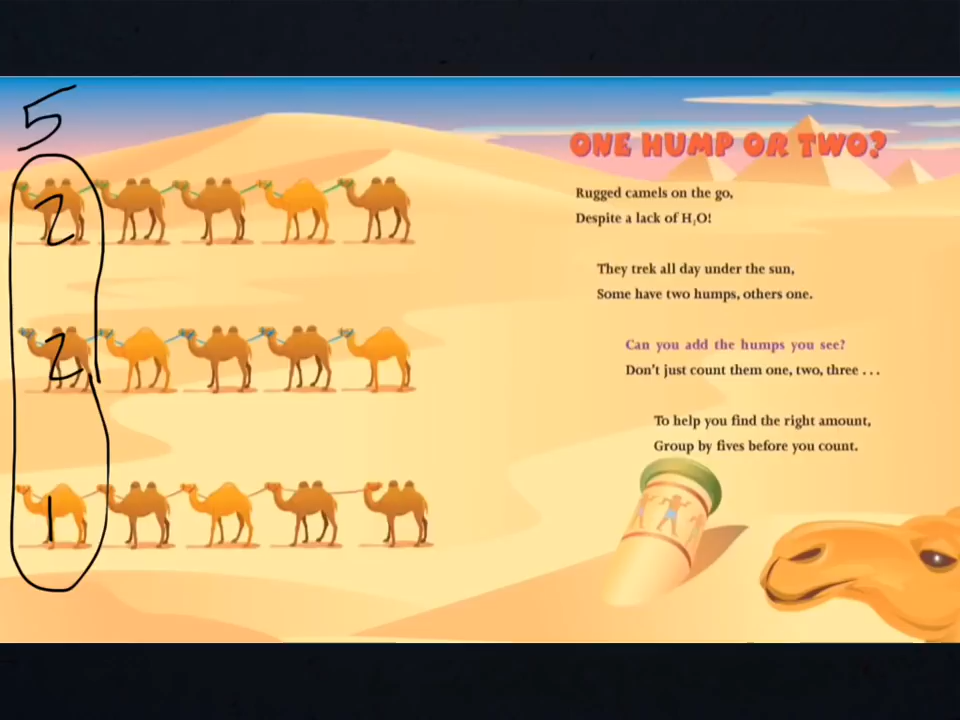 5
2
2
1
ONE HUMP OR TWO?
Rugged camels on the go,
Despite a lack of H₂O!
They trek all day under the sun,
Some have two humps, others one.
Can you add the humps you see?
Don't just count them one, two, three . . .
To help you find the right amount,
Group by fives before you count.